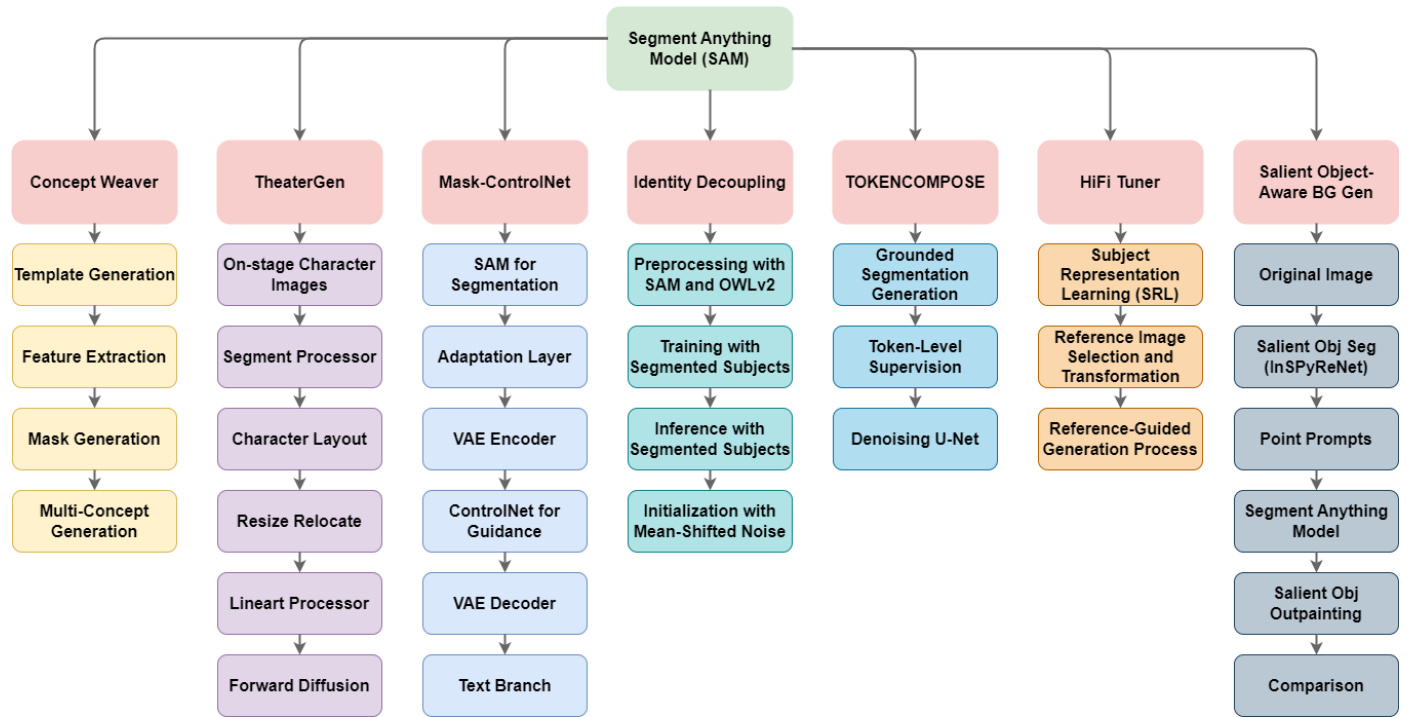 Segment Anything
Model (SAM)
Concept Weaver
TheaterGen
Mask-ControlNet
Identity Decoupling
TOKENCOMPOSE
HiFi Tuner
Salient Object-
Aware BG Gen
Template Generation
Feature Extraction
Mask Generation
Multi-Concept
Generation
On-stage Character
Images
Segment Processor
Character Layout
Resize Relocate
Lineart Processor
Forward Diffusion
SAM for
Segmentation
Adaptation Layer
VAE Encoder
ControlNet for
Guidance
VAE Decoder
Text Branch
Preprocessing with
SAM and OWLv2
Training with
Segmented Subjects
Inference with
Segmented Subjects
Initialization with
Mean-Shifted Noise
Grounded
Segmentation
Generation
Token-Level
Supervision
Denoising U-Net
Subject
Representation
Learning (SRL)
Reference Image
Selection and
Transformation
Reference-Guided
Generation Process
Original Image
Salient Obj Seg
(InSPyReNet)
Point Prompts
Segment Anything
Model
Salient Obj
Outpainting
Comparison